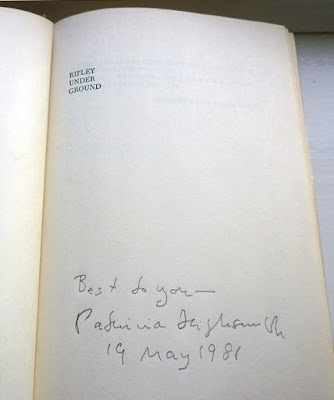 RIPLEY
UNDER
GROUND
Best to you—
Patricia Highsmith
19 May 1981